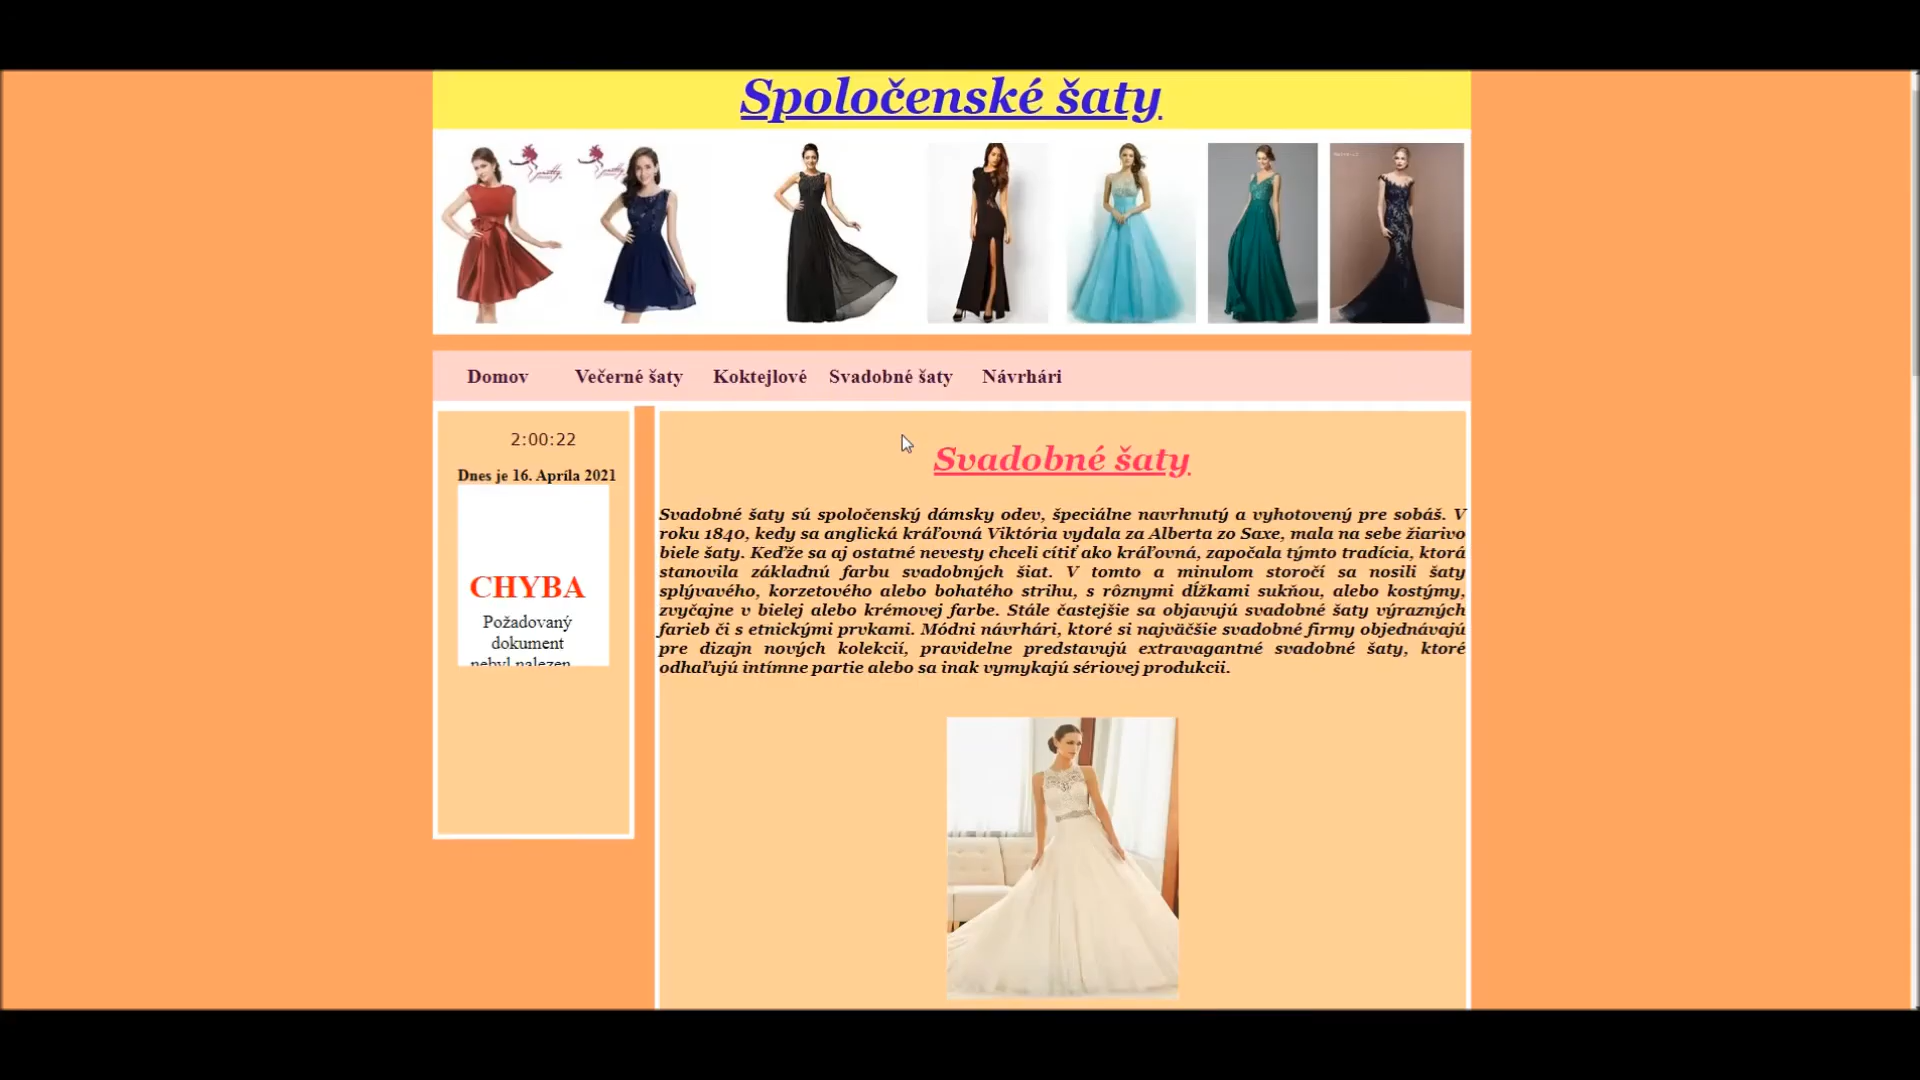 Spoločenské šaty
Domov Večerné šaty Koktejlové Svadobné šaty Návrhári
2:00:22
Dnes je 16. Apríla 2021
CHYBA
Požadovaný
dokument
nebyl nalezen
Svadobné šaty
Svadobné šaty sú spoločenský dámsky odev, špeciálne navrhnutý a vyhotovený pre sobáš. V
roku 1840, kedy sa anglická kráľovná Viktória vydala za Alberta zo Saxe, mala na sebe žiarivo
biele šaty. Keďže sa aj ostatné nevesty chceli cítiť ako kráľovná, započala týmto tradícia, ktorá
stanovila základnú farbu svadobných šiat. V tomto a minulom storočí sa nosili šaty
splývavého, korzetového alebo bohatého strihu, s rôznymi dĺžkami sukňou, alebo kostýmy,
zvyčajne v bielej alebo krémovej farbe. Stále častejšie sa objavujú svadobné šaty výrazných
farieb či s etnickými prvkami. Módni návrhári, ktoré si najväčšie svadobné firmy objednávajú
pre dizajn nových kolekcií, pravidelne predstavujú extravagantné svadobné šaty, ktoré
odhaľujú intímne partie alebo sa inak vymykajú sériovej produkcii.